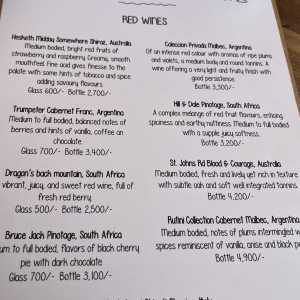 RED WINES
Hesketh Midday Somewhere Shiraz, Australia
Medium bodied, bright red fruits of
strawberry and raspberry. Creamy, smooth
mouthfeel. Fine acid gives finesse to the
palate with some hints of tobacco and spice
adding savoury flavours
Glass 600/- Bottle 2,700/-
Trumpeter Cabernet Franc, Argentina
Medium to full bodied, balanced notes of
berries and hints of vanilla, coffee an
chocolate
Glass 700/- Bottle 3,400/-
Dragon's back mountain, South Africa
vibrant, juicy, and sweet red wine, full of
fresh red berry
Glass 500/- Bottle 2,500/-
Bruce Jack Pinotage, South Africa
um to full bodied, flavors of black cherry
pie with dark chocolate
Glass 700/- Bottle 3,100/-
Coleccion Privada Malbec, Argentina
Of an intense red colour with aromas of ripe plums
and violets, a medium body and round tannins. A
wine offering a very light and fruity finish with
good persistence.
Bottle 3,300/-
Hill & Dale Pinotage, South Africa
A complex mélange of red fruit flavours, enticing
spiciness and earthy nuttiness. Medium to full bodied
with a supple juicy softness.
Bottle 3,200/-
St. Johns Rd Blood & Courage, Australia
Medium bodied, fresh and lively yet rich in texture
with subtle oak and soft well integrated tannins.
Bottle 4,200/-
Rutini Collection Cabernet Malbec, Argentina
Medium bodied, notes of plums intermingled w
spices reminiscent of vanilla, anise and black p
Bottle 4,900/-